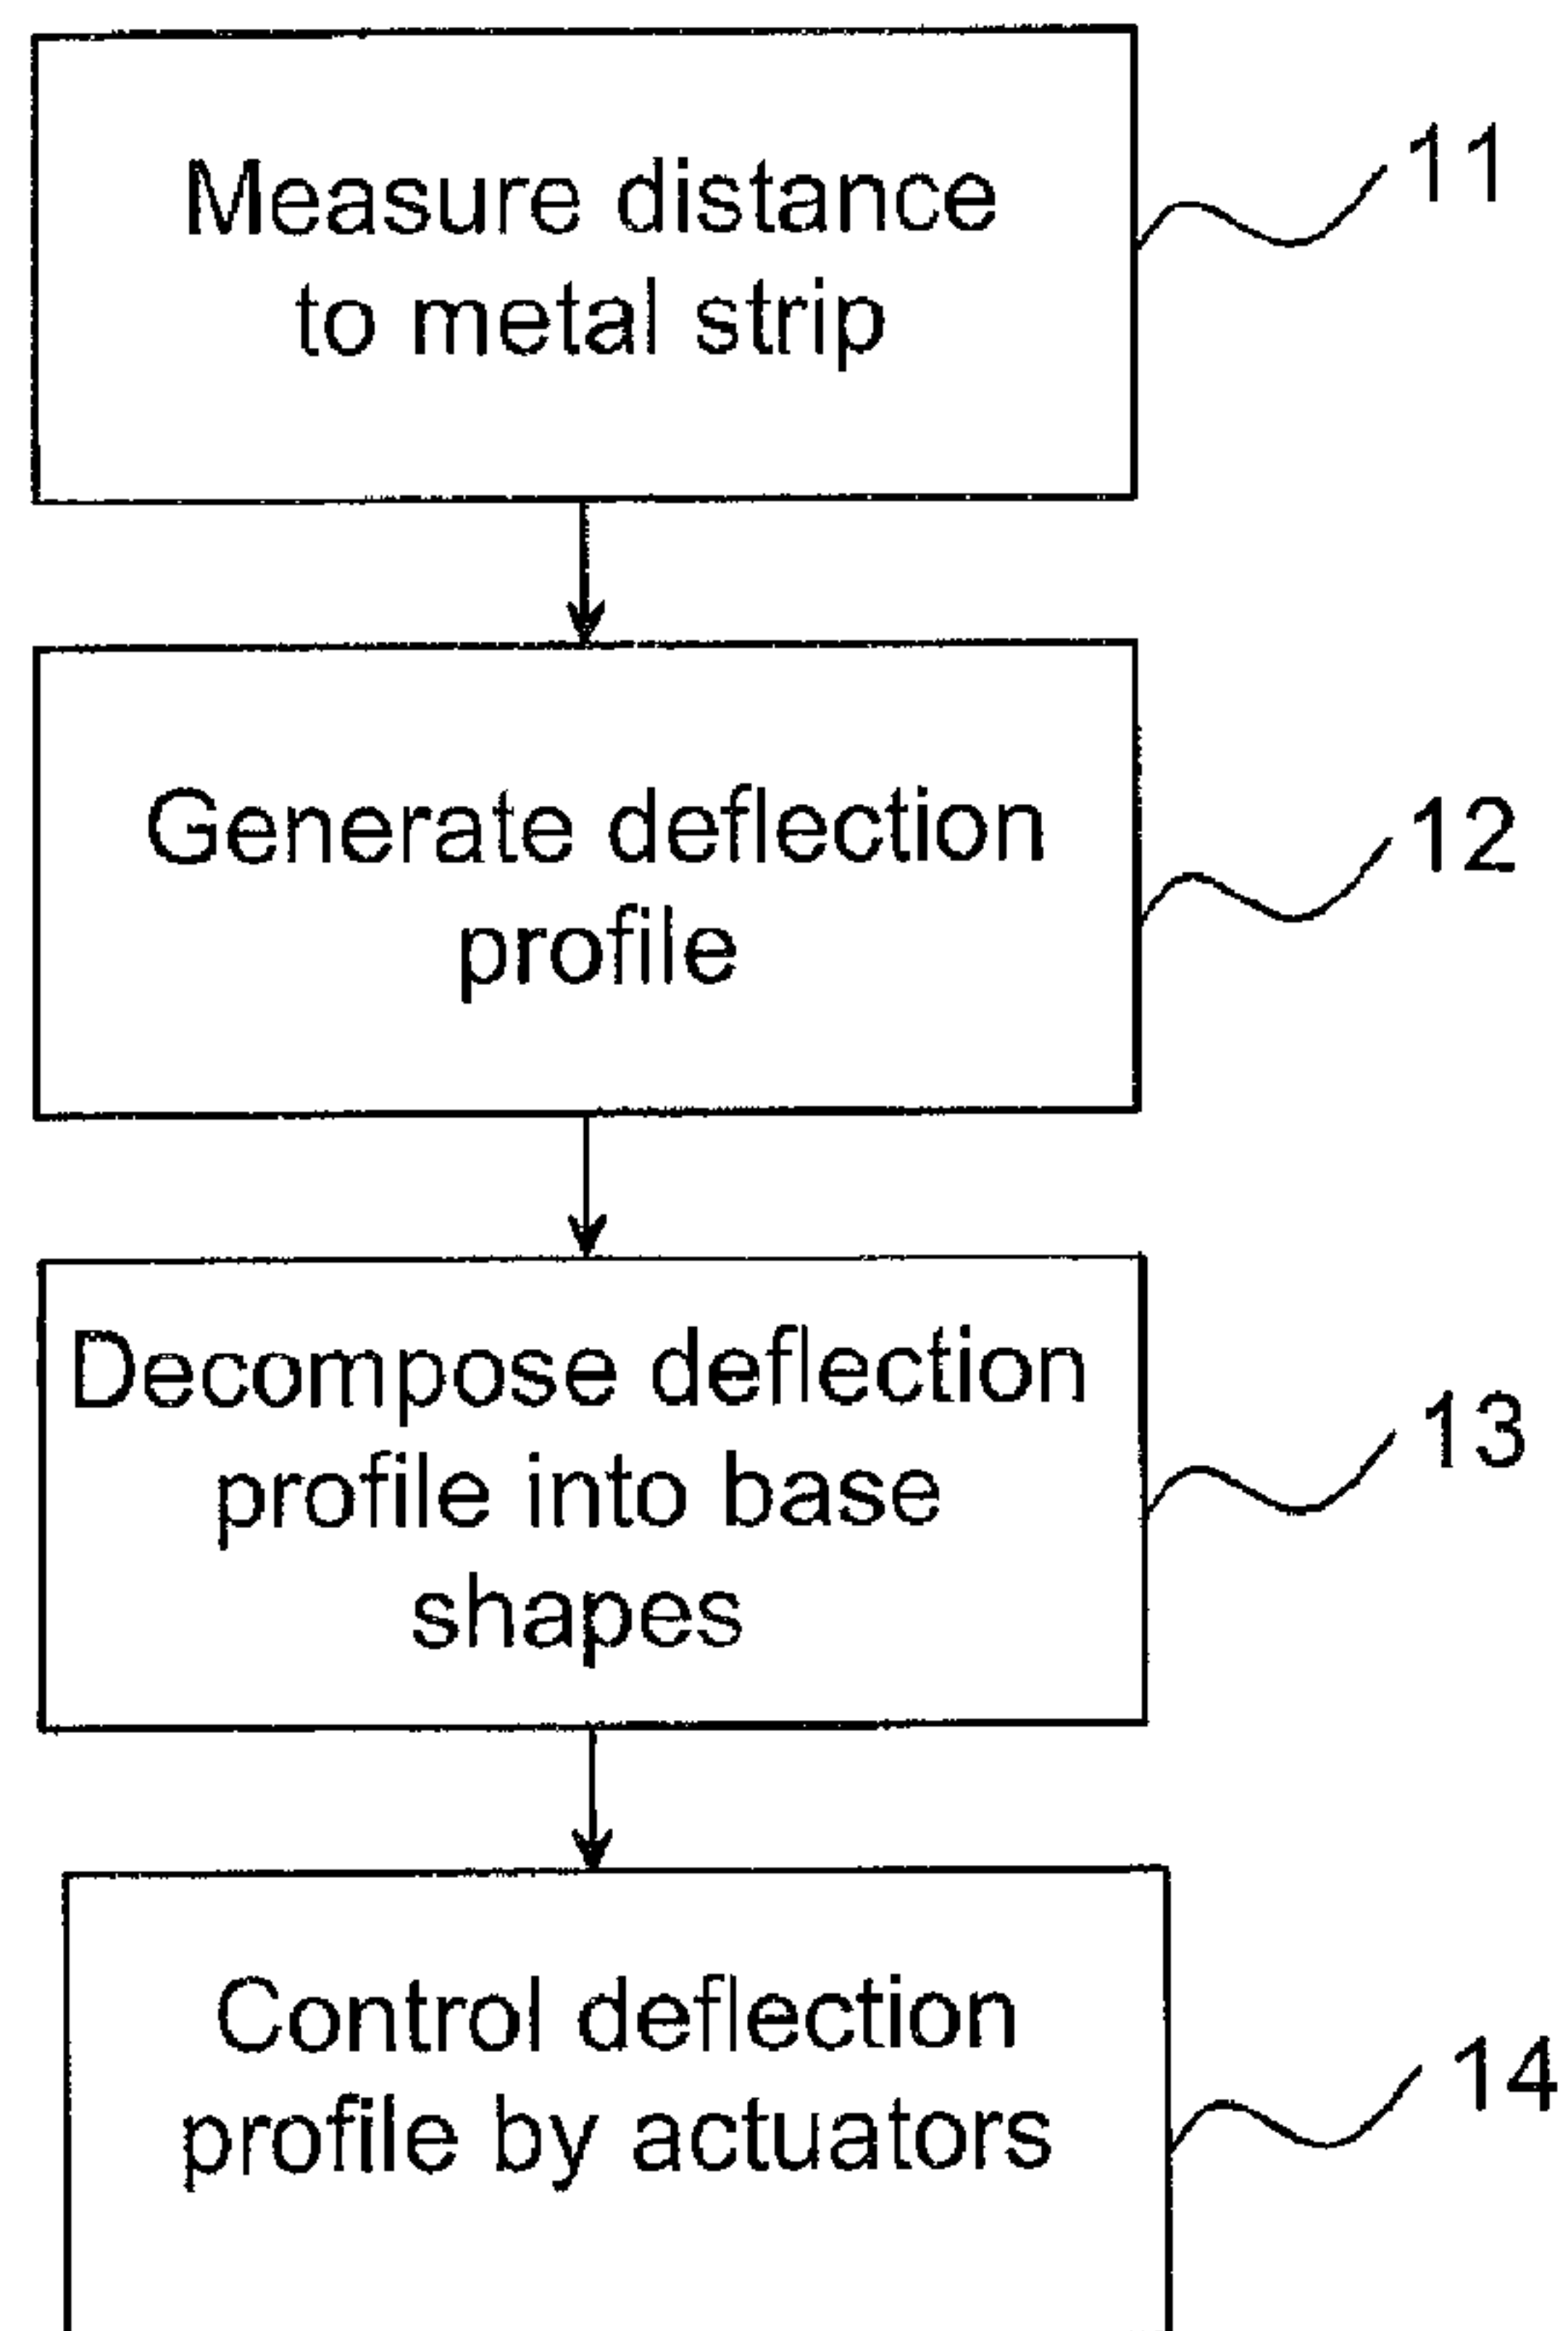 Measure distance
to metal strip
11
Generate deflection
profile
12
Decompose deflection
profile into base
shapes
13
Control deflection
profile by actuators
14